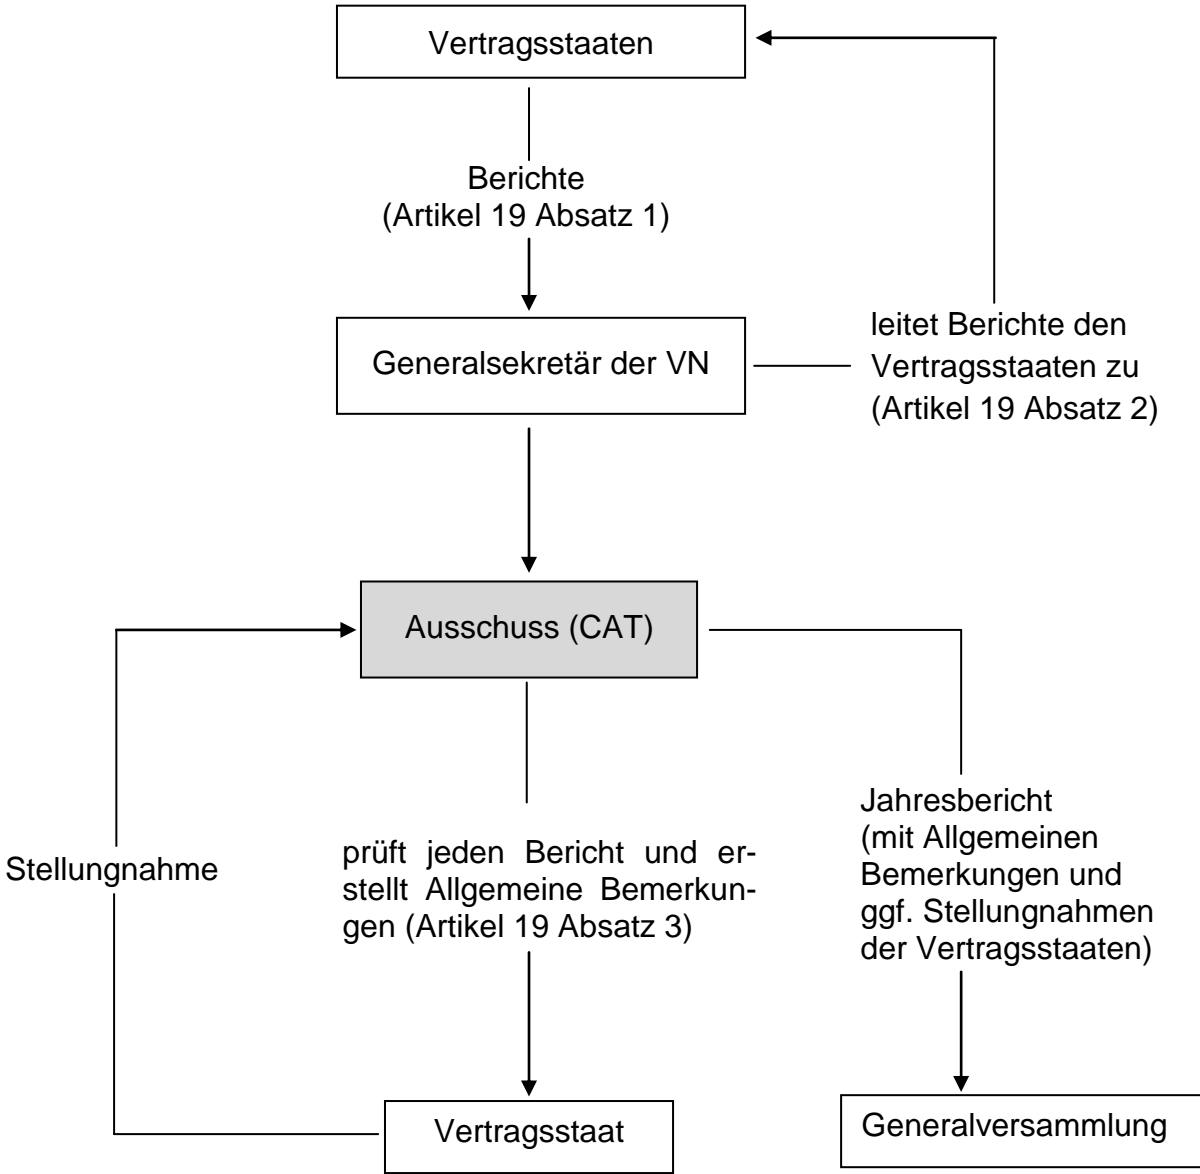 Vertragsstaaten
Berichte
(Artikel 19 Absatz 1)
Generalsekretär der VN
leitet Berichte den
Vertragsstaaten zu
(Artikel 19 Absatz 2)
Ausschuss (CAT)
Stellungnahme
prüft jeden Bericht und er-
stellt Allgemeine Bemerkun-
gen (Artikel 19 Absatz 3)
Jahresbericht
(mit Allgemeinen
Bemerkungen und
ggf. Stellungnahmen
der Vertragsstaaten)
Vertragsstaat
Generalversammlung